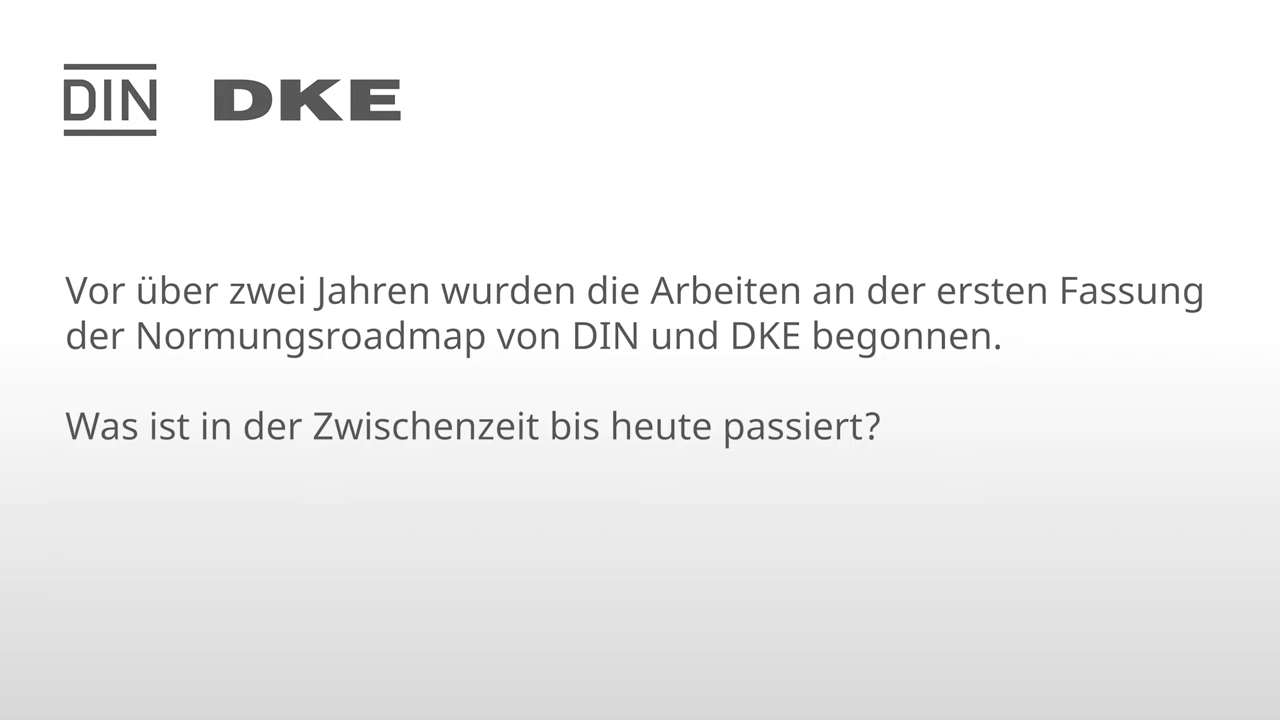 DIN DKE
Vor über zwei Jahren wurden die Arbeiten an der ersten Fassung
der Normungsroadmap von DIN und DKE begonnen.
Was ist in der Zwischenzeit bis heute passiert?